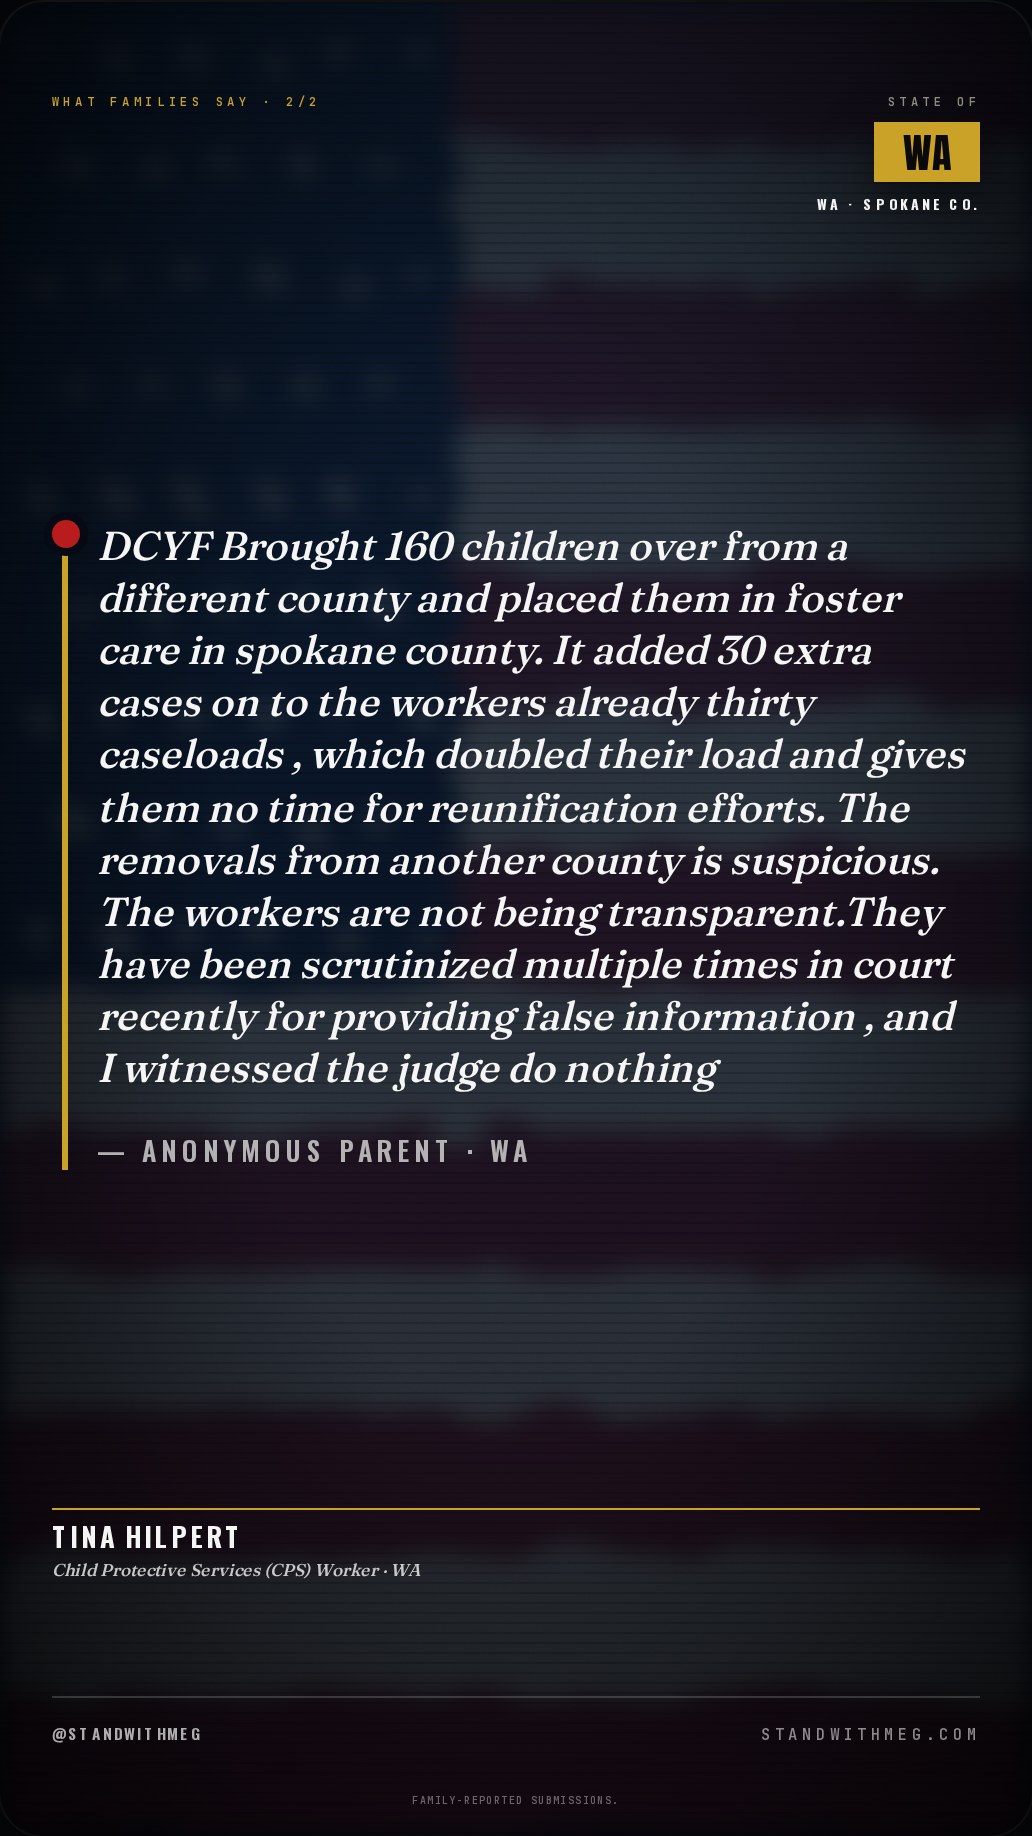 WHAT FAMILIES SAY · 2/2
STATE OF
WA
WA · SPOKANE CO.
DCYF Brought 160 children over from a
different county and placed them in foster
care in spokane county. It added 30 extra
cases on to the workers already thirty
caseloads , which doubled their load and gives
them no time for reunification efforts. The
removals from another county is suspicious.
The workers are not being transparent.They
have been scrutinized multiple times in court
recently for providing false information , and
I witnessed the judge do nothing
— ANONYMOUS PARENT · WA
TINA HILPERT
Child Protective Services (CPS) Worker · WA
@STANDWITHMEG
STANDWITHMEG.COM
FAMILY-REPORTED SUBMISSIONS.